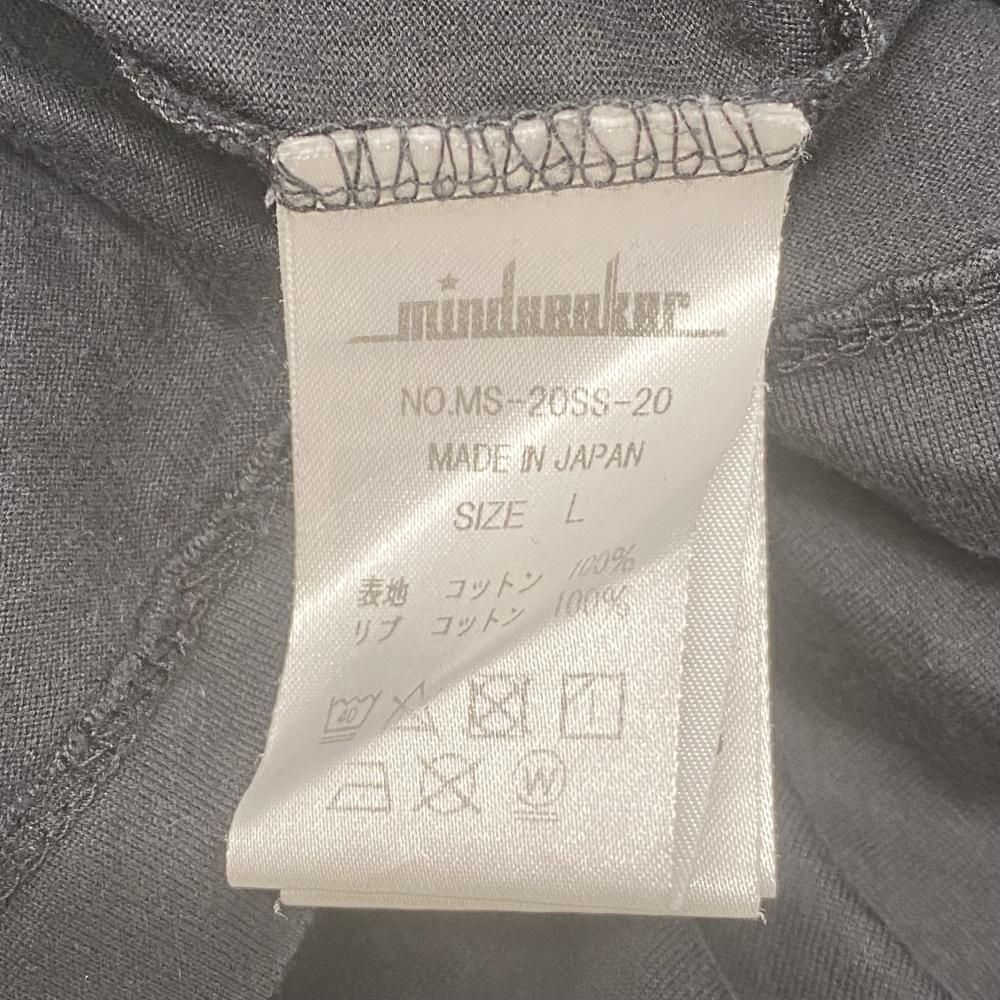 mindseeker
NO.MS-20SS-20
MADE IN JAPAN
SIZE L
表地 コットン 100%
リブ コットン 100%
40
W